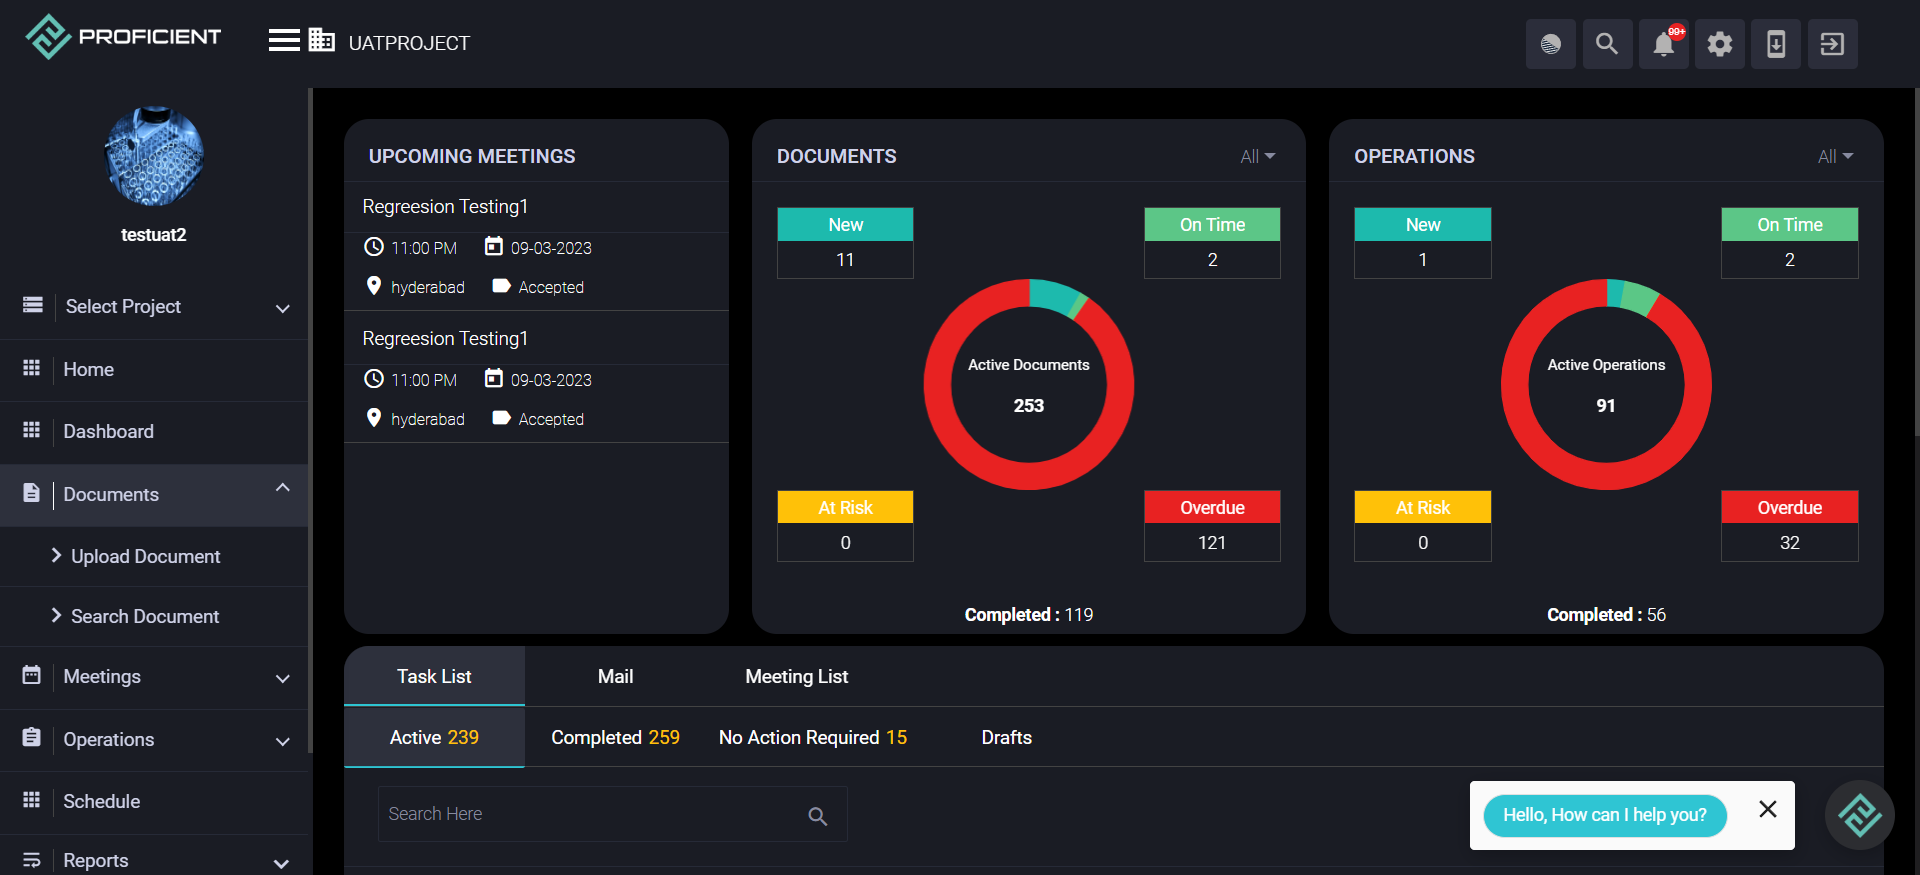 PROFICIENT
UATPROJECT
99+
testuat2
Select Project
Home
Dashboard
Documents
Upload Document
Search Document
Meetings
Operations
Schedule
Reports
UPCOMING MEETINGS
Regreesion Testing1
11:00 PM 09-03-2023
hyderabad Accepted
Regreesion Testing1
11:00 PM 09-03-2023
hyderabad Accepted
DOCUMENTS All
New
11
On Time
2
Active Documents
253
At Risk
0
Overdue
121
Completed : 119
OPERATIONS All
New
1
On Time
2
Active Operations
91
At Risk
0
Overdue
32
Completed : 56
Task List Mail Meeting List
Active 239 Completed 259 No Action Required 15 Drafts
Search Here
Hello, How can I help you?